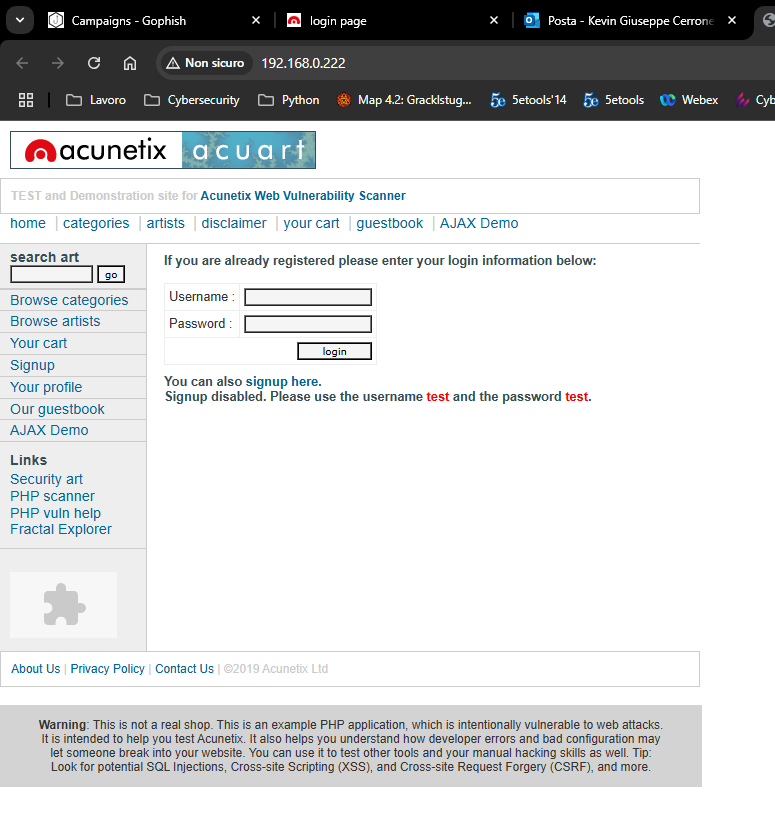 Campaigns - Gophish
login page
Posta - Kevin Giuseppe Cerrone
Non sicuro 192.168.0.222
Lavoro Cybersecurity Python Map 4.2: Gracklstug... 5etools'14 5etools Webex Cyb
acunetix acuart
TEST and Demonstration site for Acunetix Web Vulnerability Scanner
home | categories | artists | disclaimer | your cart | guestbook | AJAX Demo
search art
go
Browse categories
Browse artists
Your cart
Signup
Your profile
Our guestbook
AJAX Demo
Links
Security art
PHP scanner
PHP vuln help
Fractal Explorer
If you are already registered please enter your login information below:
Username :
Password :
login
You can also signup here.
Signup disabled. Please use the username test and the password test.
About Us | Privacy Policy | Contact Us | ©2019 Acunetix Ltd
Warning: This is not a real shop. This is an example PHP application, which is intentionally vulnerable to web attacks.
It is intended to help you test Acunetix. It also helps you understand how developer errors and bad configuration may
let someone break into your website. You can use it to test other tools and your manual hacking skills as well. Tip:
Look for potential SQL Injections, Cross-site Scripting (XSS), and Cross-site Request Forgery (CSRF), and more.